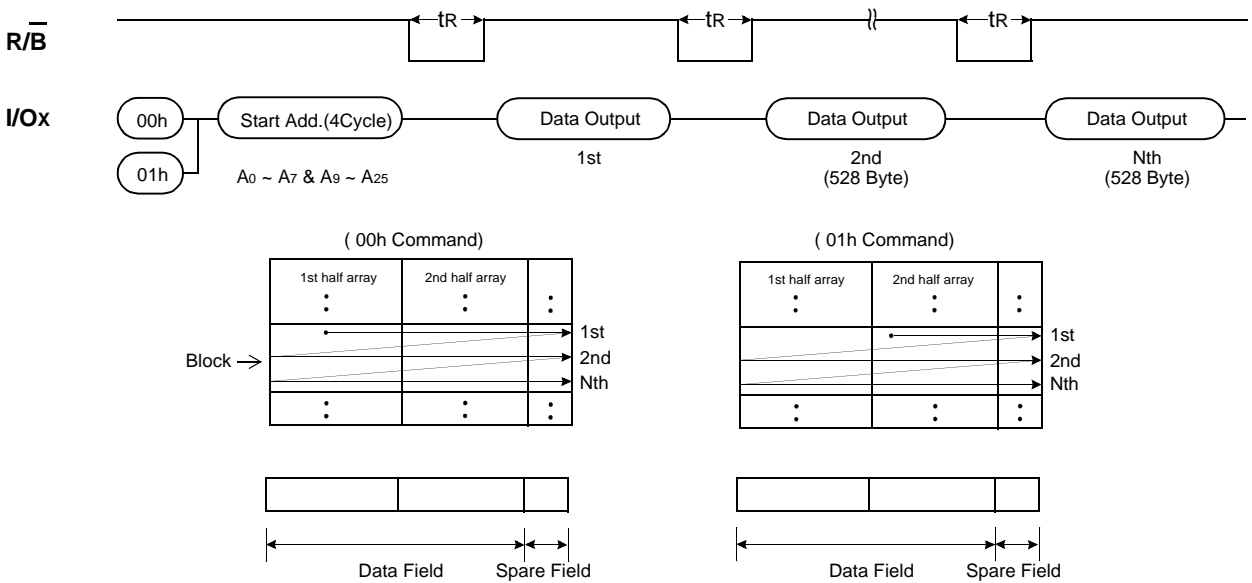 R/B
tR
tR
tR
I/Ox
00h
Start Add.(4Cycle)
Data Output
Data Output
Data Output
01h
A0 ~ A7 & A9 ~ A25
1st
2nd
(528 Byte)
Nth
(528 Byte)
( 00h Command)
1st half array
2nd half array
Block
1st
2nd
Nth
Data Field
Spare Field
( 01h Command)
1st half array
2nd half array
1st
2nd
Nth
Data Field
Spare Field